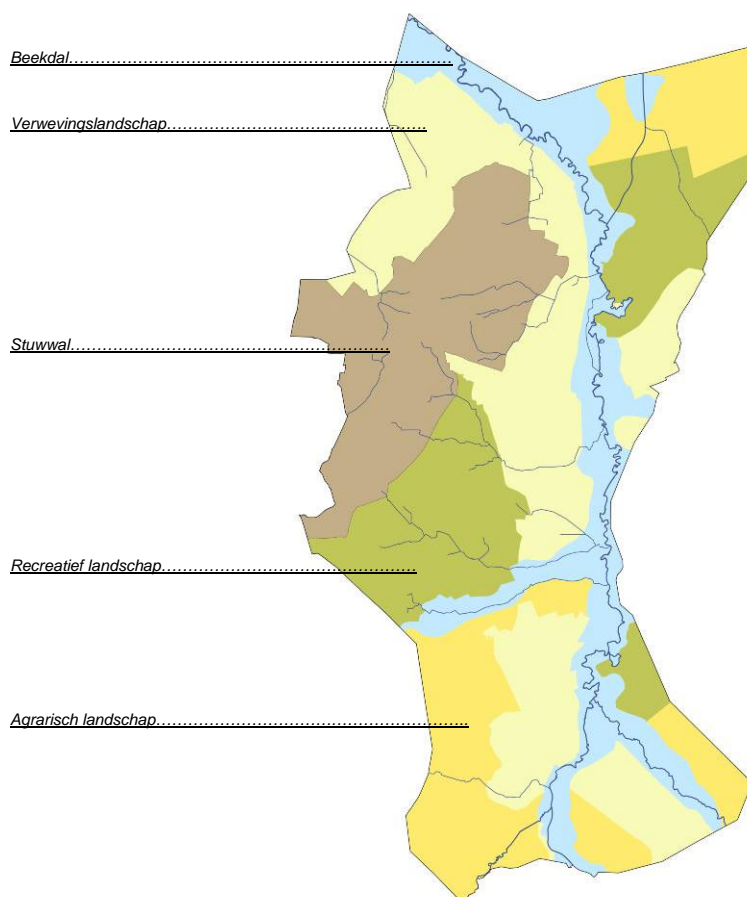 Beekdal……………………………………………………………
Verwevingslandschap……………………………………………
Stuwwal………………………………………………………
Recreatief landschap……………………………………………
Agrarisch landschap………………………………………………………